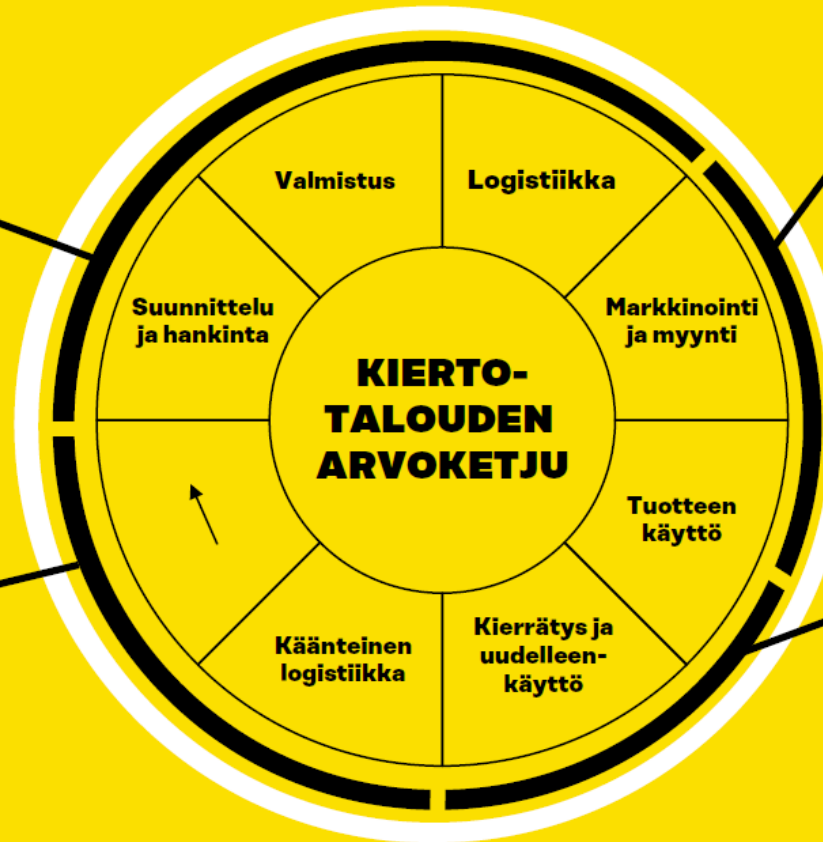 Valmistus
Logistiikka
Suunnittelu
ja hankinta
Markkinointi
ja myynti
KIERTO-
TALOUDEN
ARVOKETJU
Tuotteen
käyttö
Käänteinen
logistiikka
Kierrätys ja
uudelleen-
käyttö